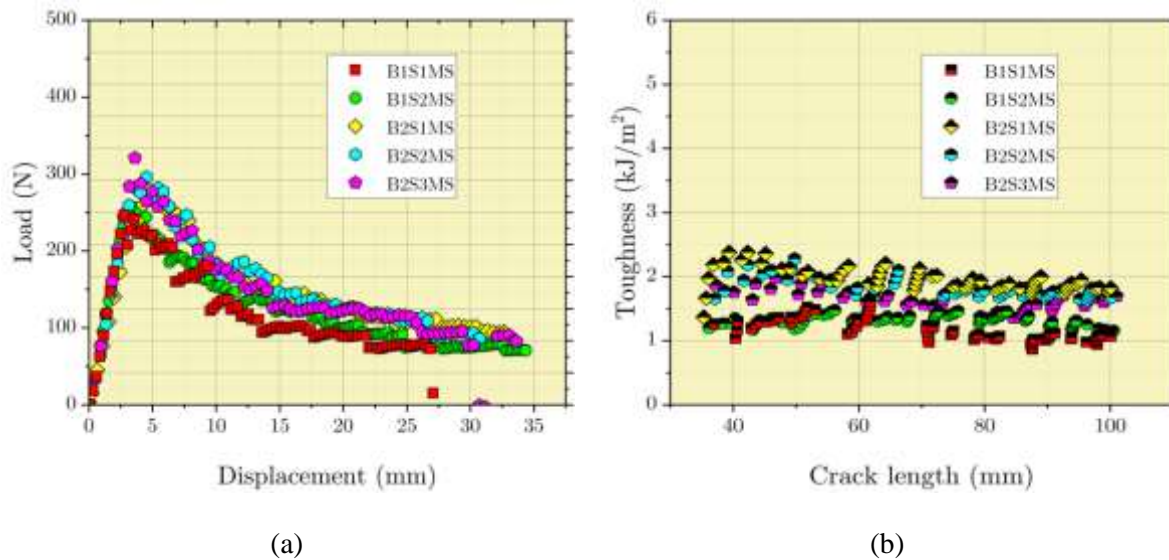 500
400
300
200
100
0
Load (N)
B1S1MS
B1S2MS
B2S1MS
B2S2MS
B2S3MS
0 5 10 15 20 25 30 35
Displacement (mm)
(a)
6
5
4
3
2
1
0
Toughness (kJ/m²)
B1S1MS
B1S2MS
B2S1MS
B2S2MS
B2S3MS
40 60 80 100
Crack length (mm)
(b)